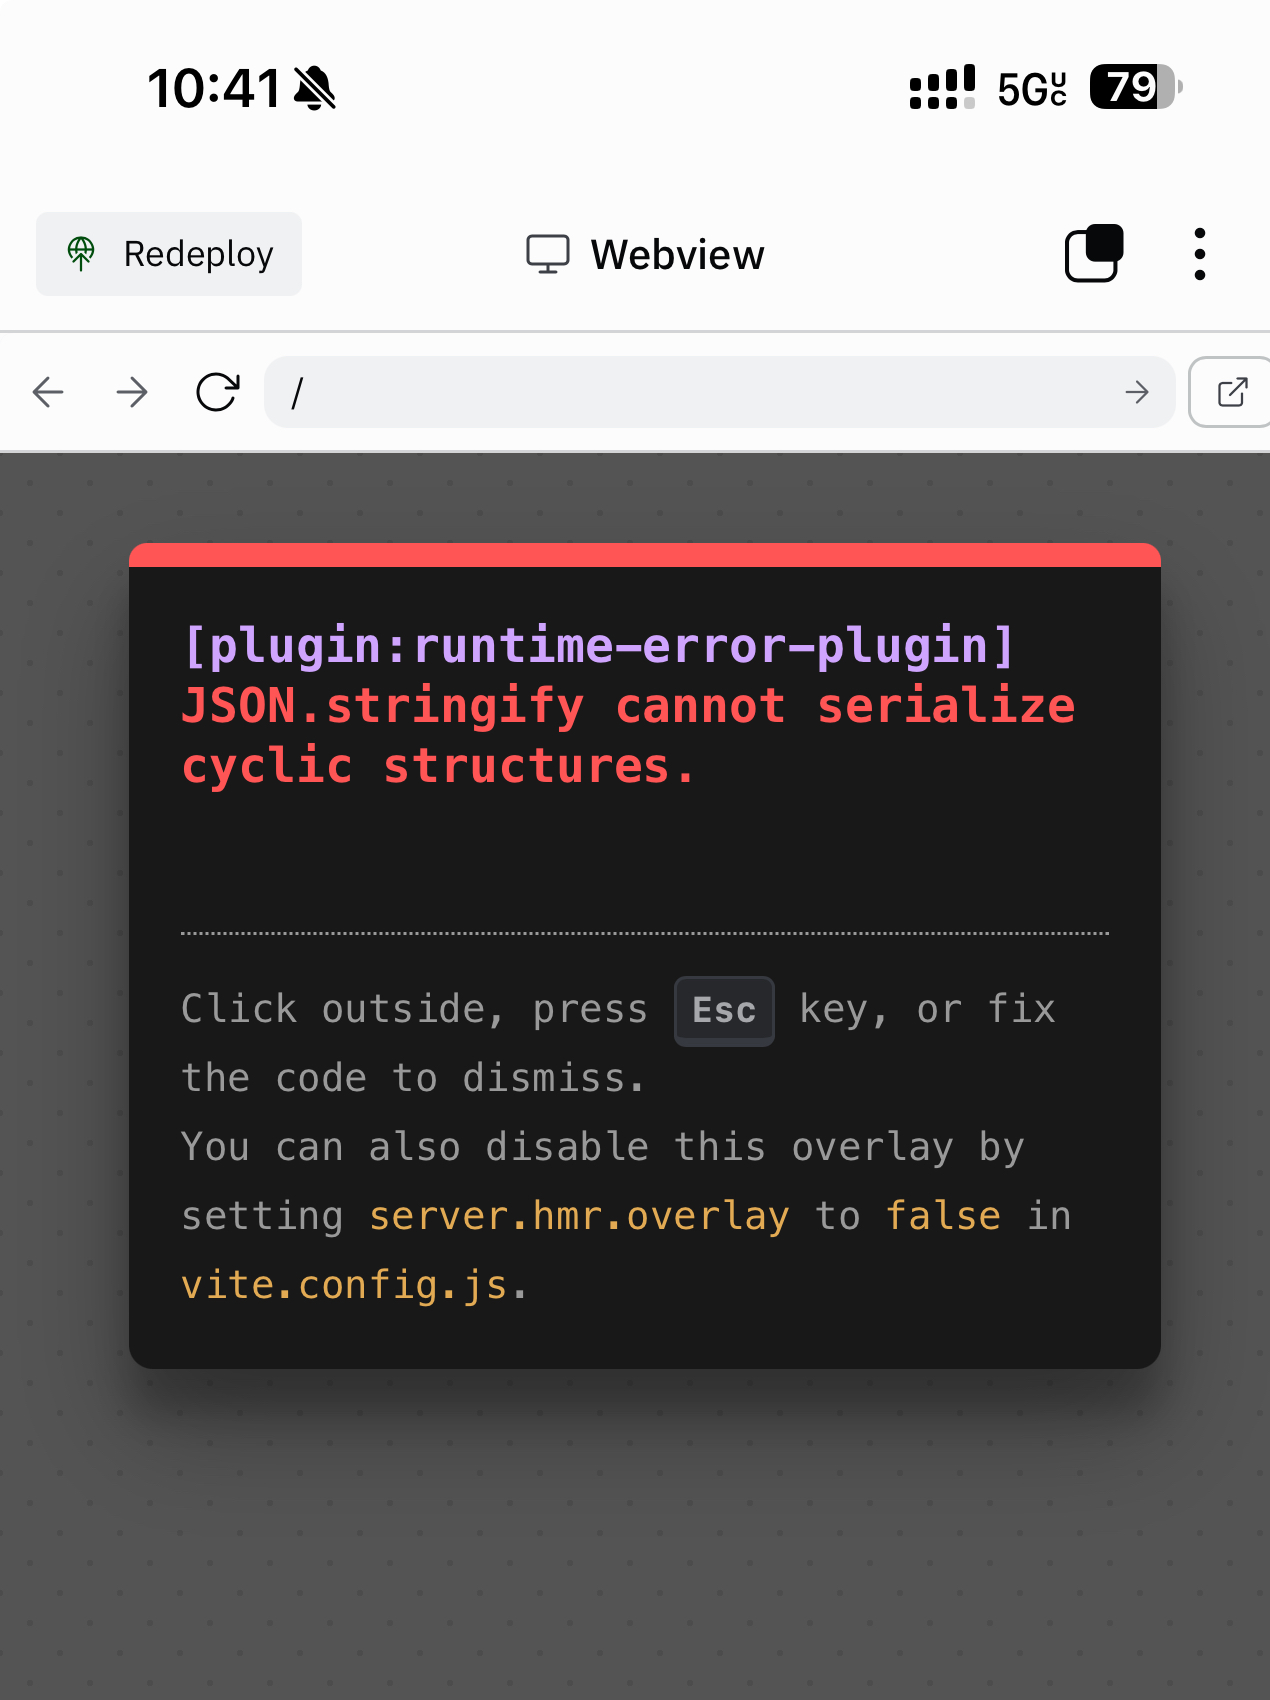 10:41 5GUC 79
Redeploy Webview
/
[plugin:runtime-error-plugin]
JSON.stringify cannot serialize
cyclic structures.
Click outside, press Esc key, or fix
the code to dismiss.
You can also disable this overlay by
setting server.hmr.overlay to false in
vite.config.js.